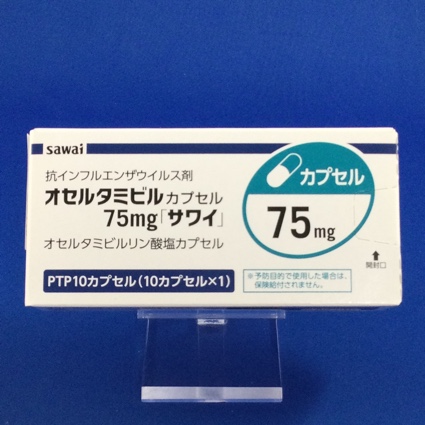 sawai
抗インフルエンザウイルス剤
オセルタミビルカプセル
75mg「サワイ」
オセルタミビルリン酸塩カプセル
PTP10カプセル(10カプセル×1)
カプセル
75mg
※予防目的で使用した場合は、
保険給付されません。
開封口